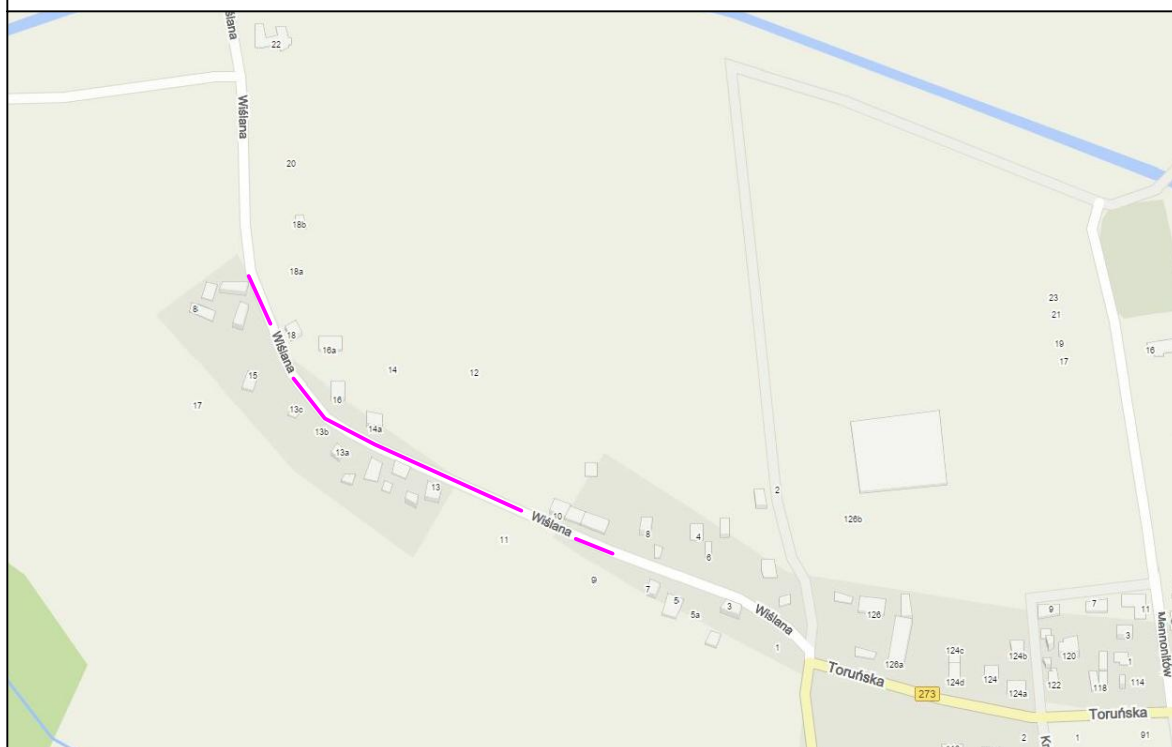 ślana
22
Wiślana
20
18b
18a
8
18
Wiślana
16a
14
12
15
16
17
13c
14a
13b
13a
13
10
Wiślana
11
9
8
4
6
2
7
5
5a
3
Wiślana
1
126b
23
21
19
17
16
126
126a
Toruńska
273
124c
124d
124
124b
124a
9
7
11
3
120
1
122
118
114
Mennonitów
Toruńska
2
1
91